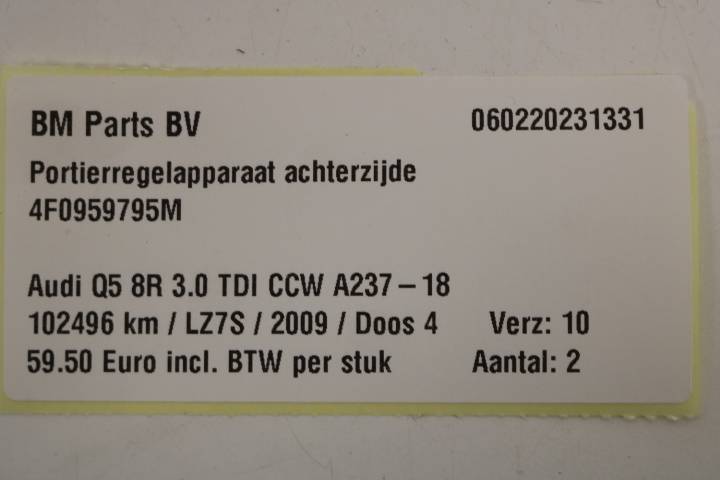 BM Parts BV 060220231331
Portierregelapparaat achterzijde
4F0959795M
Audi Q5 8R 3.0 TDI CCW A237-18
102496 km / LZ7S / 2009 / Doos 4 Verz: 10
59.50 Euro incl. BTW per stuk Aantal: 2